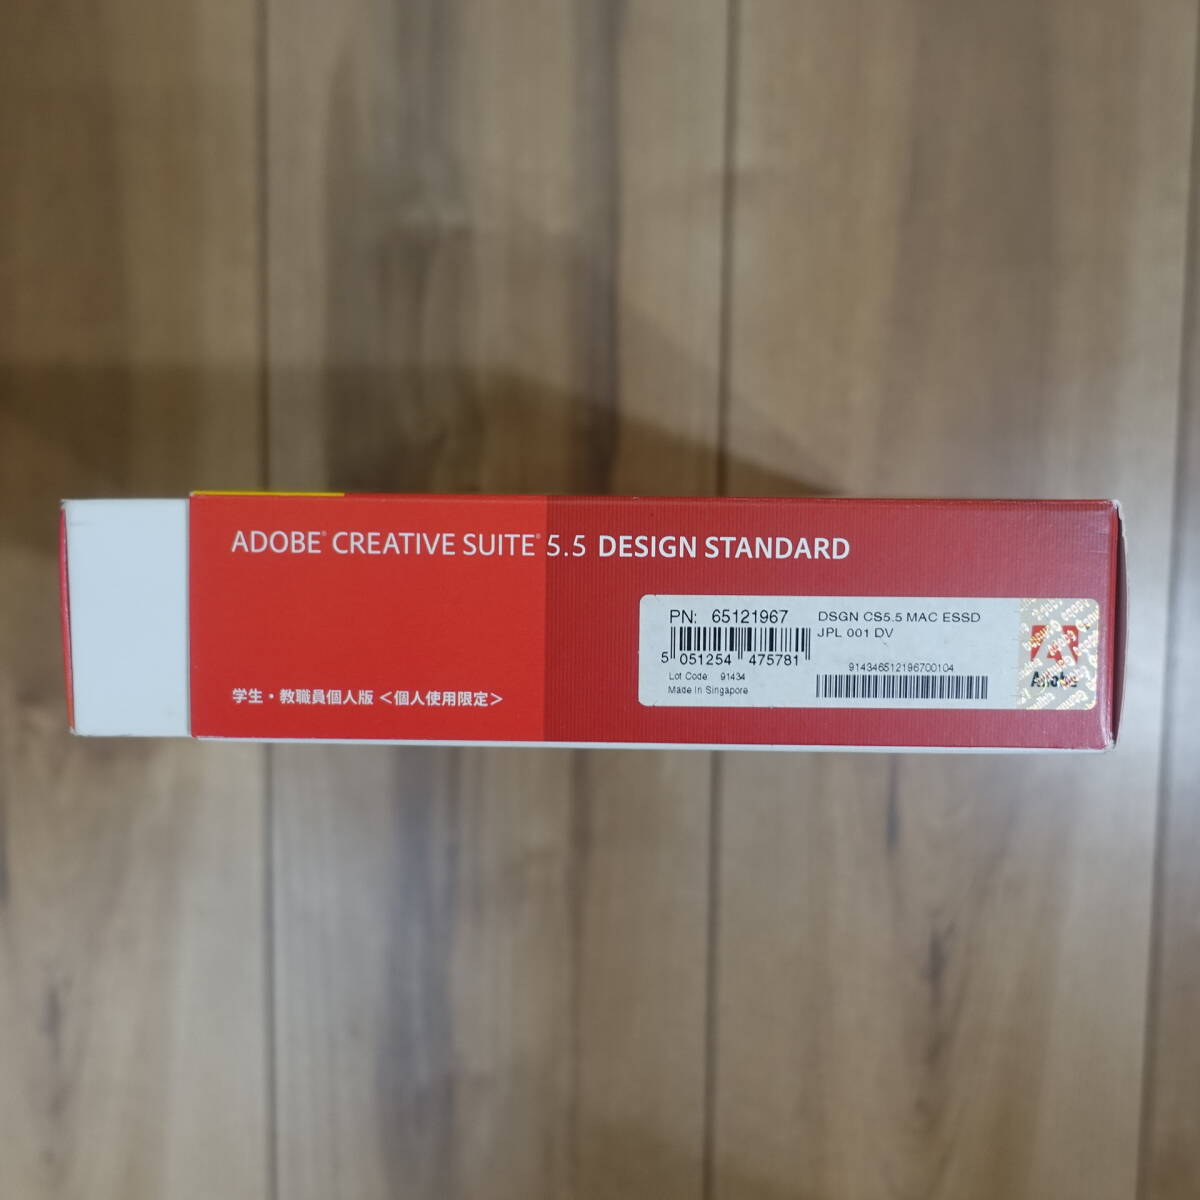 ADOBE® CREATIVE SUITE® 5.5 DESIGN STANDARD
学生・教職員個人版 <個人使用限定>
PN: 65121967
5 051254 475781
Lot Code: 91434
Made In Singapore
DSGN CS5.5 MAC ESSD
JPL 001 DV
914346512196700104
Adobe